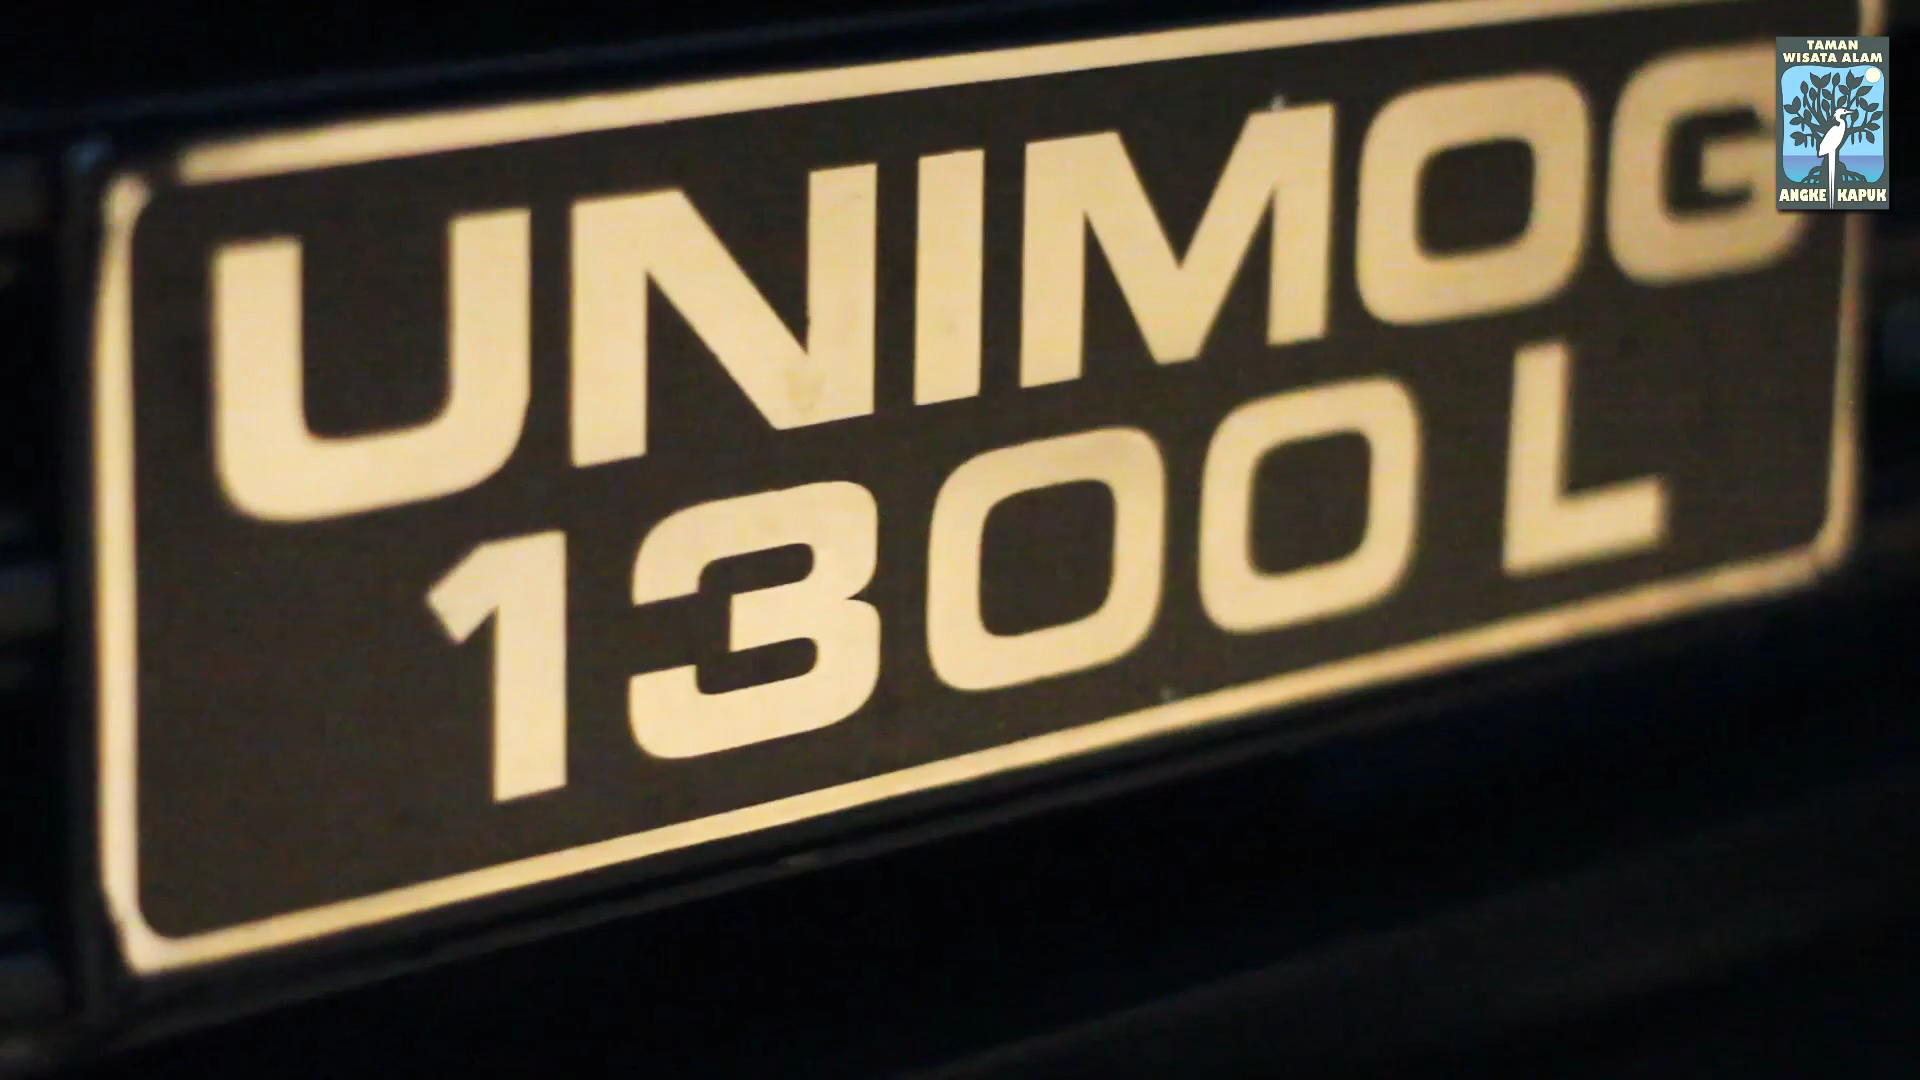 UNIMOG
1300 L
TAMAN
WISATA ALAM
ANGKE KAPUK